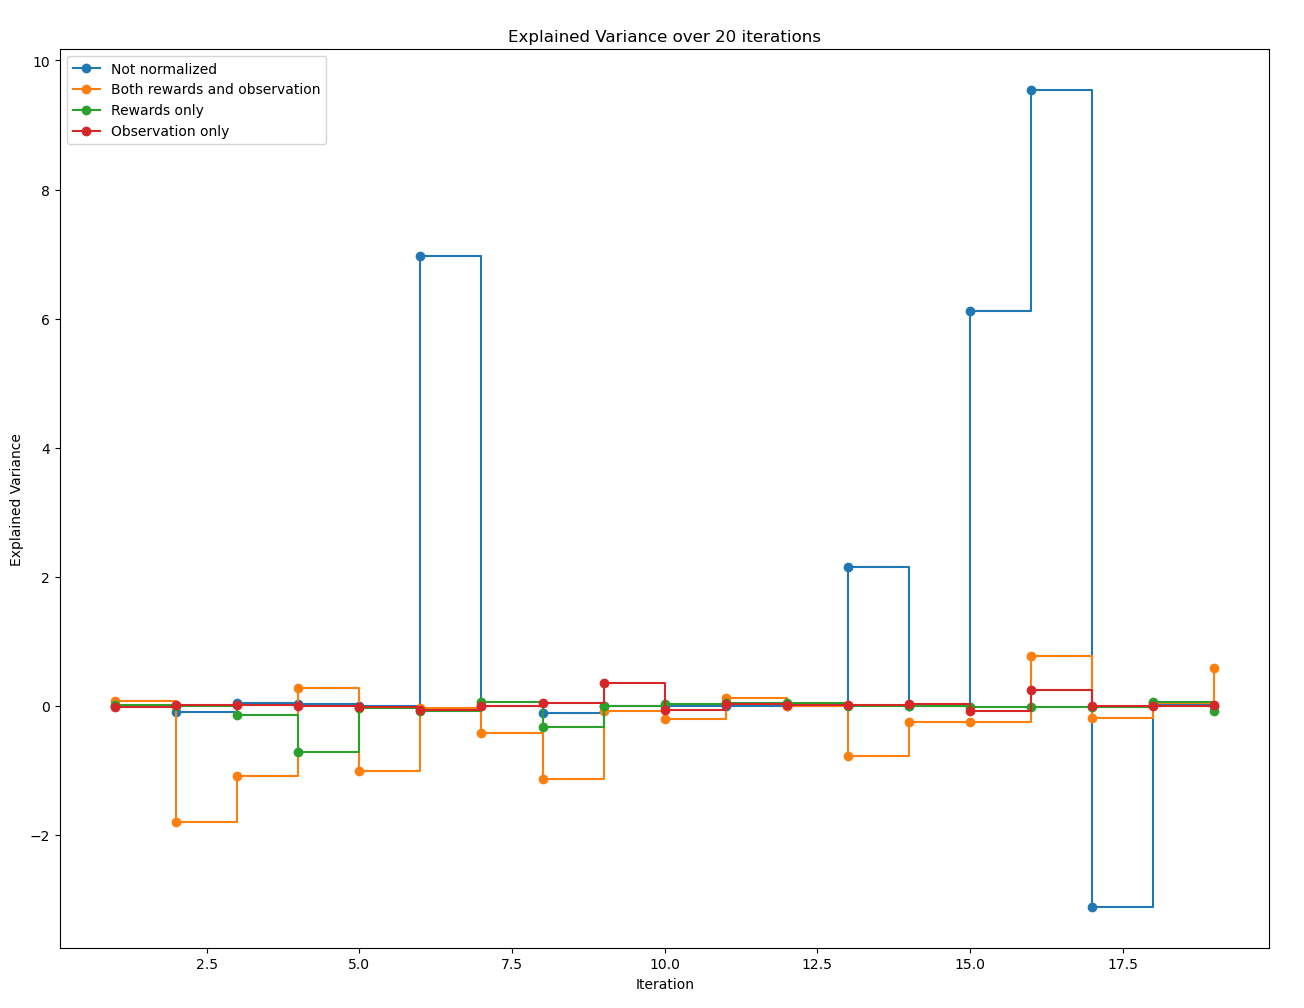 Explained Variance over 20 iterations
Not normalized
Both rewards and observation
Rewards only
Observation only
10
8
6
4
2
0
−2
Explained Variance
2.5 5.0 7.5 10.0 12.5 15.0 17.5
Iteration